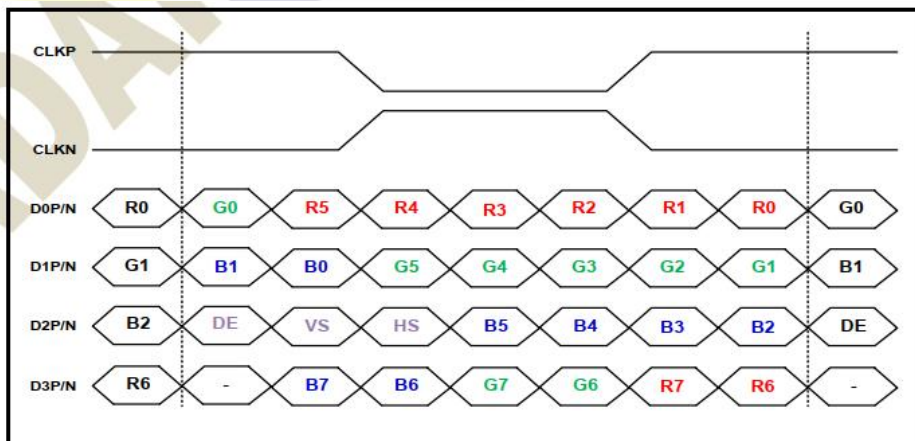 CLKP
CLKN
D0P/N R0 G0 R5 R4 R3 R2 R1 R0 G0
D1P/N G1 B1 B0 G5 G4 G3 G2 G1 B1
D2P/N B2 DE VS HS B5 B4 B3 B2 DE
D3P/N R6 - B7 B6 G7 G6 R7 R6 -